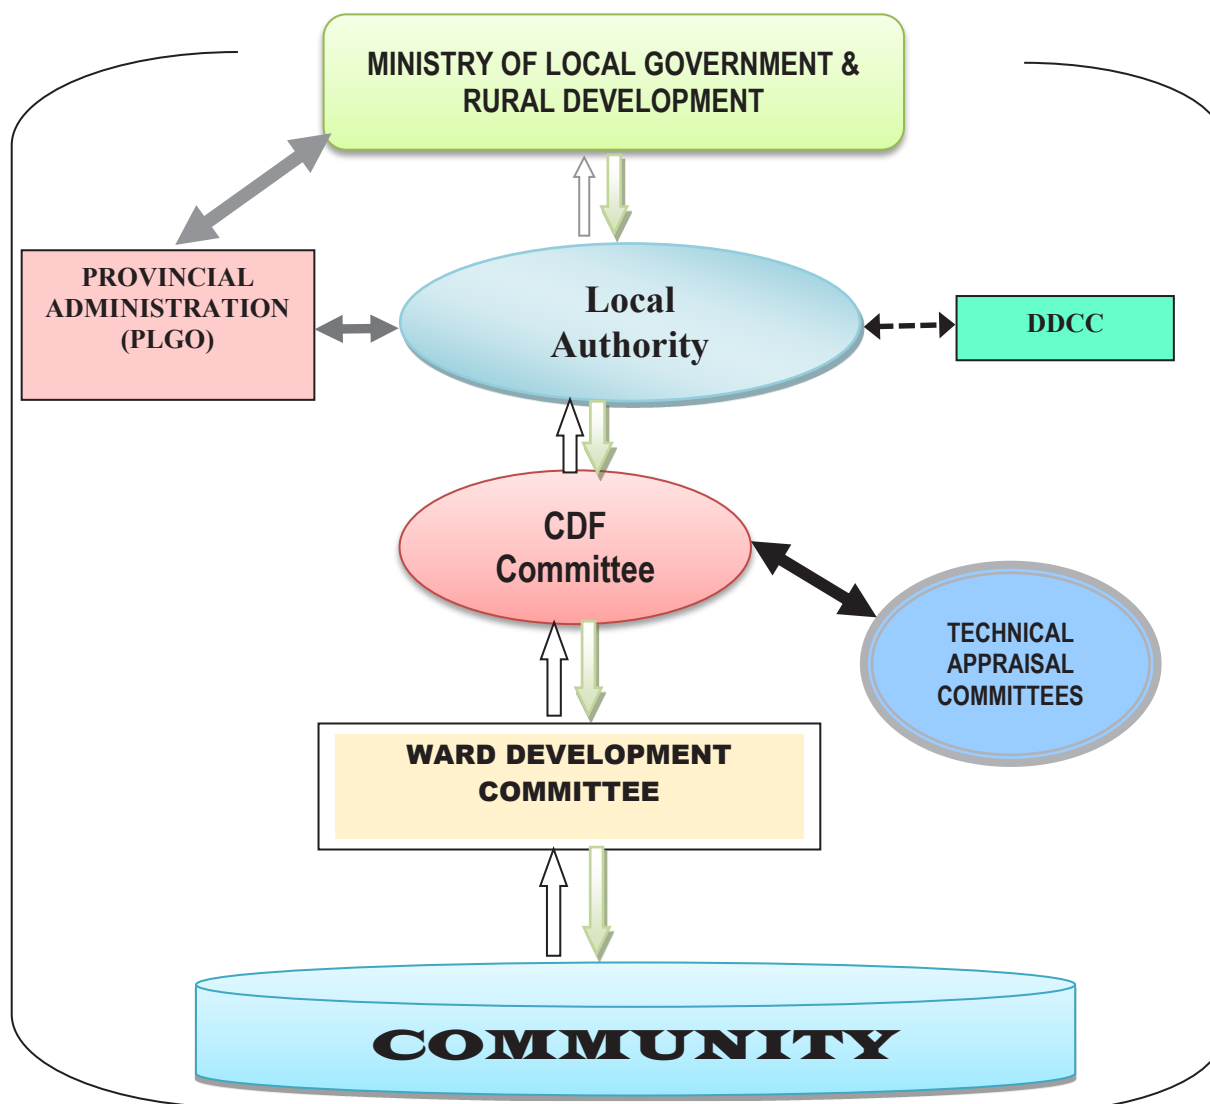 MINISTRY OF LOCAL GOVERNMENT &
RURAL DEVELOPMENT
PROVINCIAL
ADMINISTRATION
(PLGO)
Local
Authority
DDCC
CDF
Committee
TECHNICAL
APPRAISAL
COMMITTEES
WARD DEVELOPMENT
COMMITTEE
COMMUNITY